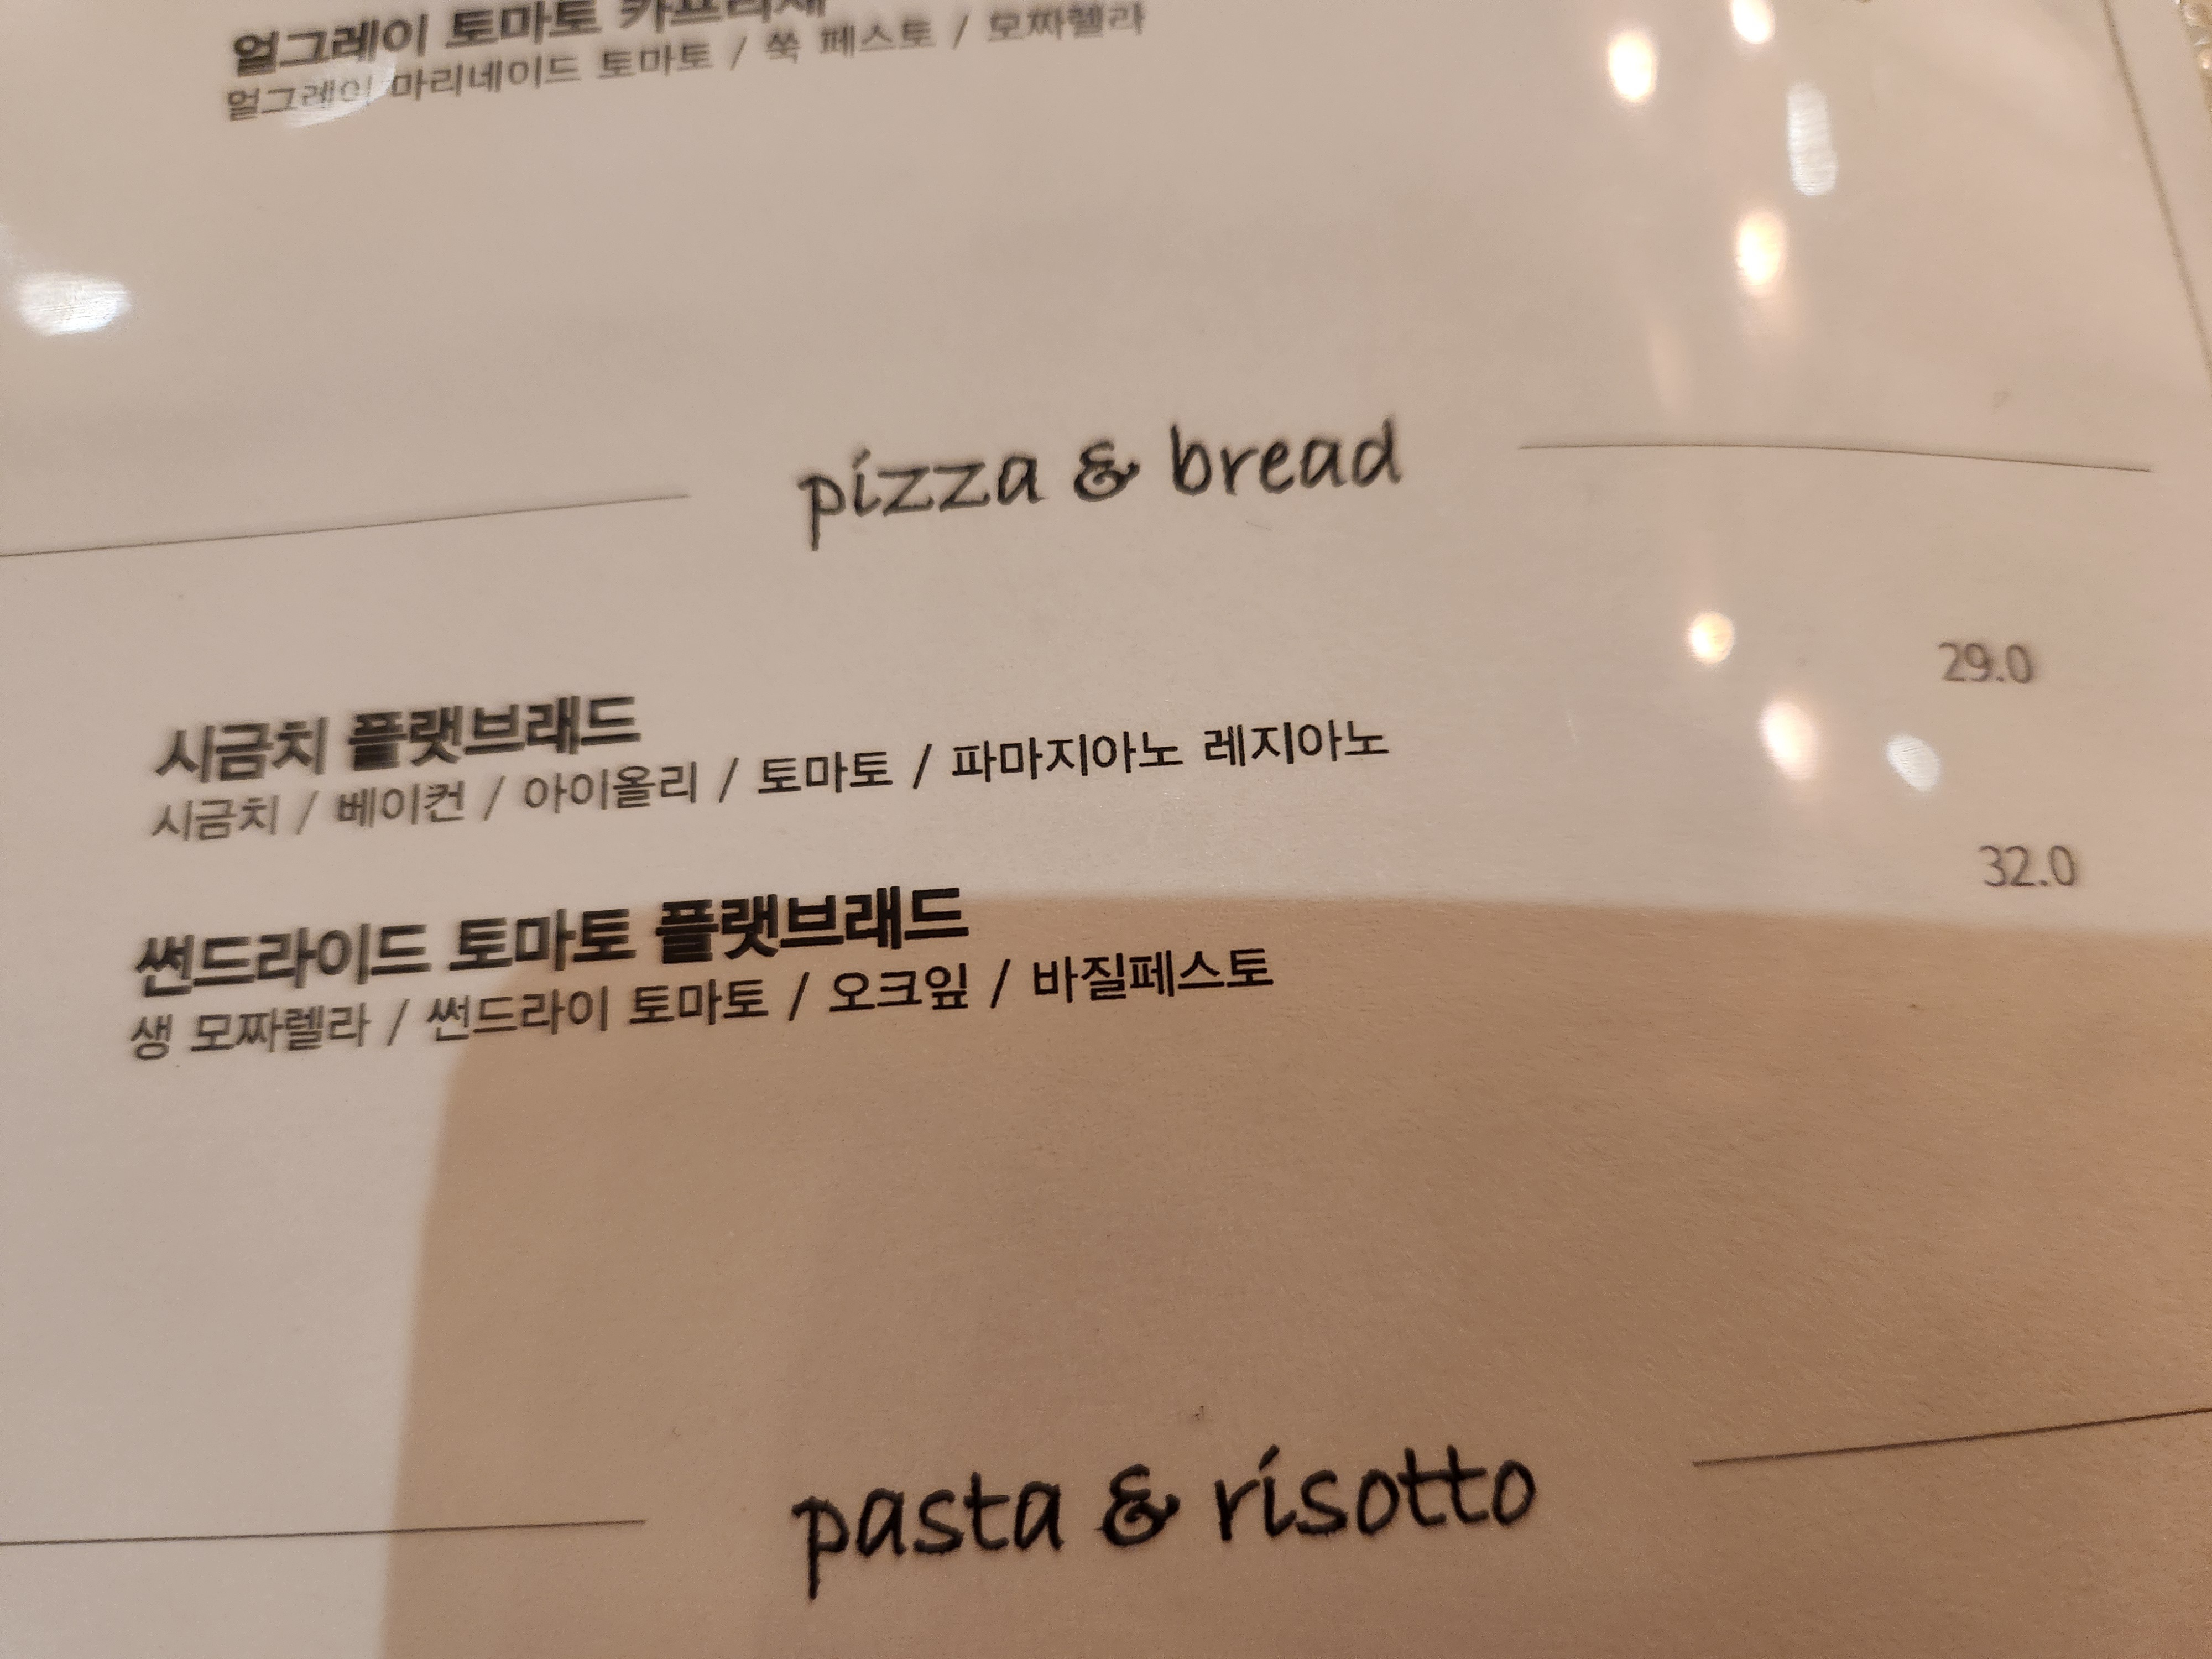 얼그레이 토마토 카프리제
얼그레이 마리네이드 토마토 / 쑥 페스토 / 모짜렐라
pizza & bread
시금치 플랫브래드 29.0
시금치 / 베이컨 / 아이올리 / 토마토 / 파마지아노 레지아노
썬드라이드 토마토 플랫브래드 32.0
생 모짜렐라 / 썬드라이 토마토 / 오크잎 / 바질페스토
pasta & risotto